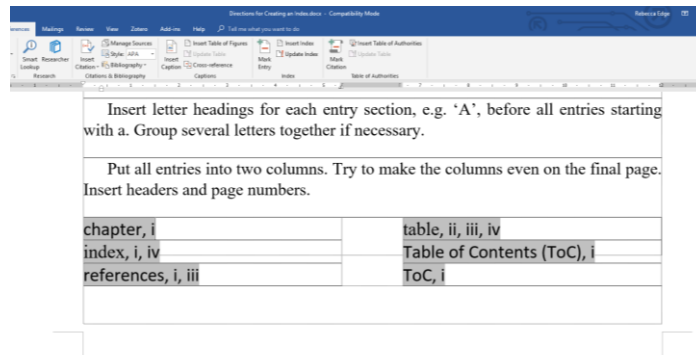 Directions for Creating an Index.docx - Compatibility Mode
Rebecca Edge
Mailings Review View Zotero Add-ins Help Tell me what you want to do
Smart Lookup
Researcher
Research
Insert Citation
Manage Sources
Style: APA
Bibliography
Citations & Bibliography
Insert Caption
Insert Table of Figures
Update Table
Cross-reference
Captions
Mark Entry
Insert Index
Update Index
Index
Mark Citation
Insert Table of Authorities
Update Table
Table of Authorities
Insert letter headings for each entry section, e.g. ‘A’, before all entries starting
with a. Group several letters together if necessary.
Put all entries into two columns. Try to make the columns even on the final page.
Insert headers and page numbers.
chapter, i
index, i, iv
references, i, iii
table, ii, iii, iv
Table of Contents (ToC), i
ToC, i